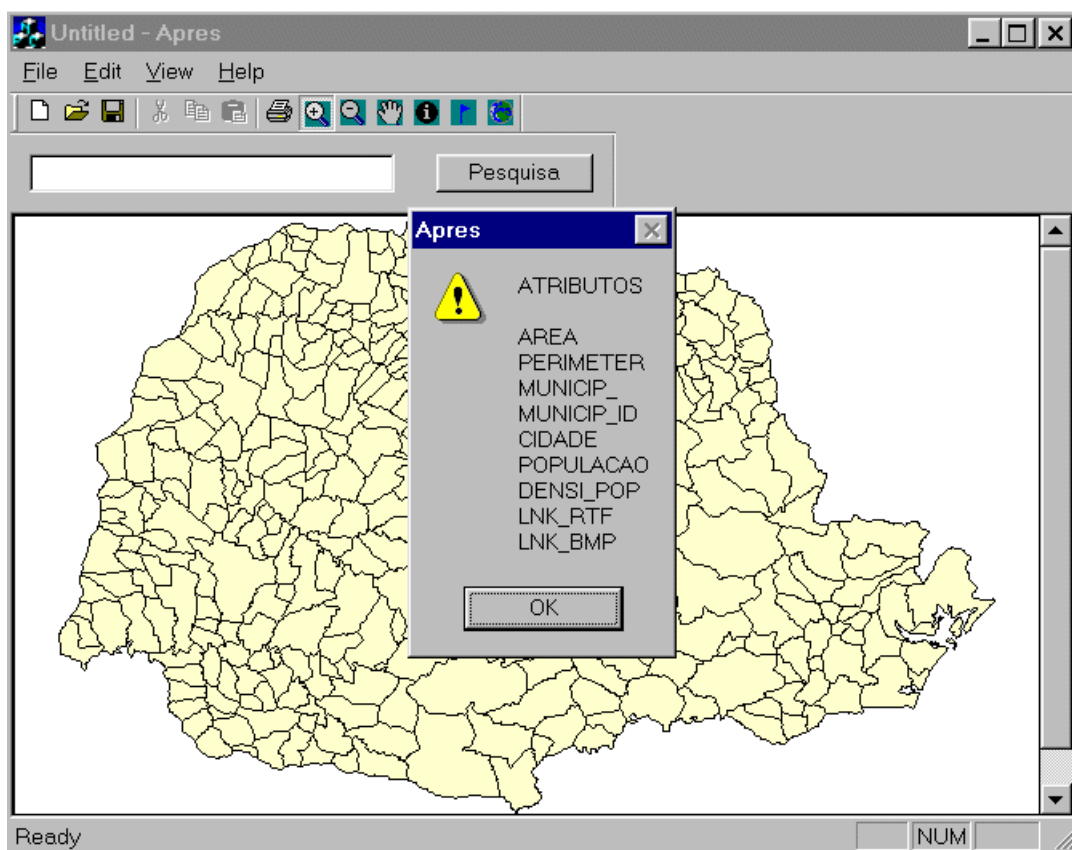 Untitled - Apres
File Edit View Help
Pesquisa
Apres
ATRIBUTOS
AREA
PERIMETER
MUNICIP_
MUNICIP_ID
CIDADE
POPULACAO
DENSI_POP
LNK_RTF
LNK_BMP
OK
Ready
NUM